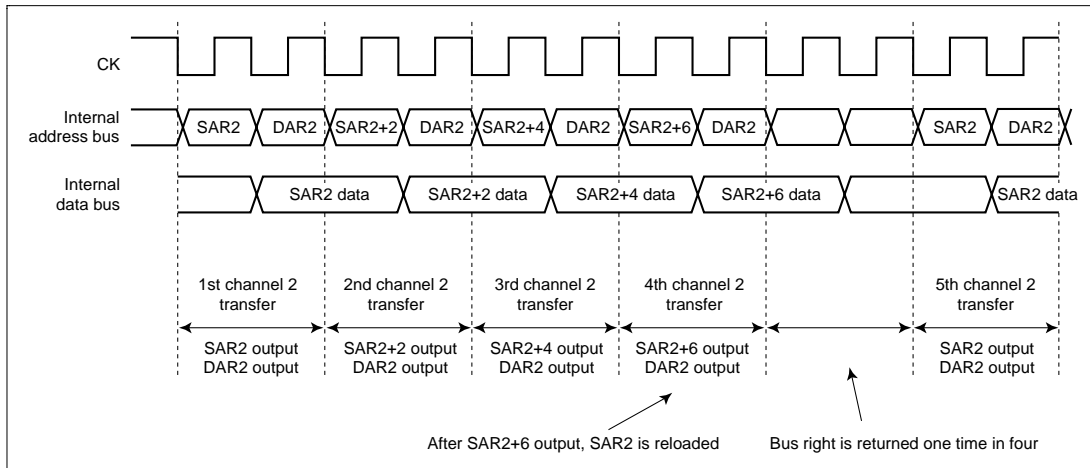 CK
Internal
address bus
SAR2 DAR2 SAR2+2 DAR2 SAR2+4 DAR2 SAR2+6 DAR2 SAR2 DAR2
Internal
data bus
SAR2 data SAR2+2 data SAR2+4 data SAR2+6 data SAR2 data
1st channel 2
transfer
2nd channel 2
transfer
3rd channel 2
transfer
4th channel 2
transfer
5th channel 2
transfer
SAR2 output
DAR2 output
SAR2+2 output
DAR2 output
SAR2+4 output
DAR2 output
SAR2+6 output
DAR2 output
SAR2 output
DAR2 output
After SAR2+6 output, SAR2 is reloaded
Bus right is returned one time in four